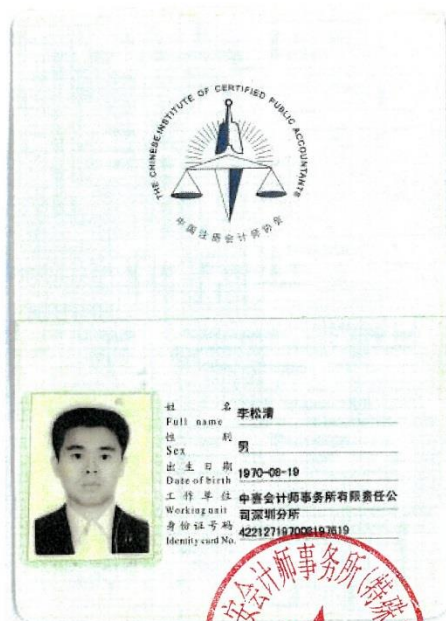 THE CHINESE INSTITUTE OF CERTIFIED PUBLIC ACCOUNTANTS
中国注册会计师协会
姓 名 李松清
Full name
性 别 男
Sex
出生日期 1970-08-19
Date of birth
工作单位 中喜会计师事务所有限责任公
Working unit 司深圳分所
身份证号码 422127197008197619
Identity card No.
会计师事务所(特殊